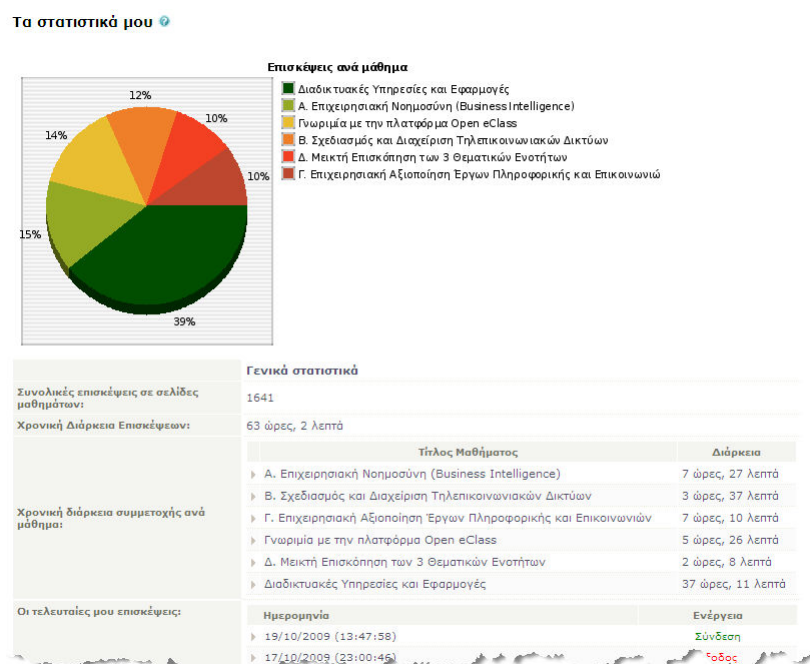 Τα στατιστικά μου
Επισκέψεις ανά μάθημα
Διαδικτυακές Υπηρεσίες και Εφαρμογές
Α. Επιχειρησιακή Νοημοσύνη (Business Intelligence)
Γνωριμία με την πλατφόρμα Open eClass
Β. Σχεδιασμός και Διαχείριση Τηλεπικοινωνιακών Δικτύων
Δ. Μεικτή Επισκόπηση των 3 Θεματικών Ενοτήτων
Γ. Επιχειρησιακή Αξιοποίηση Έργων Πληροφορικής και Επικοινωνιώ
12%
10%
14%
10%
15%
39%
Γενικά στατιστικά
Συνολικές επισκέψεις σε σελίδες
μαθημάτων:
1641
Χρονική Διάρκεια Επισκέψεων:
63 ώρες, 2 λεπτά
Χρονική διάρκεια συμμετοχής ανά
μάθημα:
Τίτλος Μαθήματος Διάρκεια
Α. Επιχειρησιακή Νοημοσύνη (Business Intelligence) 7 ώρες, 27 λεπτά
Β. Σχεδιασμός και Διαχείριση Τηλεπικοινωνιακών Δικτύων 3 ώρες, 37 λεπτά
Γ. Επιχειρησιακή Αξιοποίηση Έργων Πληροφορικής και Επικοινωνιών 7 ώρες, 10 λεπτά
Γνωριμία με την πλατφόρμα Open eClass 5 ώρες, 26 λεπτά
Δ. Μεικτή Επισκόπηση των 3 Θεματικών Ενοτήτων 2 ώρες, 8 λεπτά
Διαδικτυακές Υπηρεσίες και Εφαρμογές 37 ώρες, 11 λεπτά
Οι τελευταίες μου επισκέψεις:
Ημερομηνία Ενέργεια
19/10/2009 (13:47:58) Σύνδεση
17/10/2009 (23:00:46)